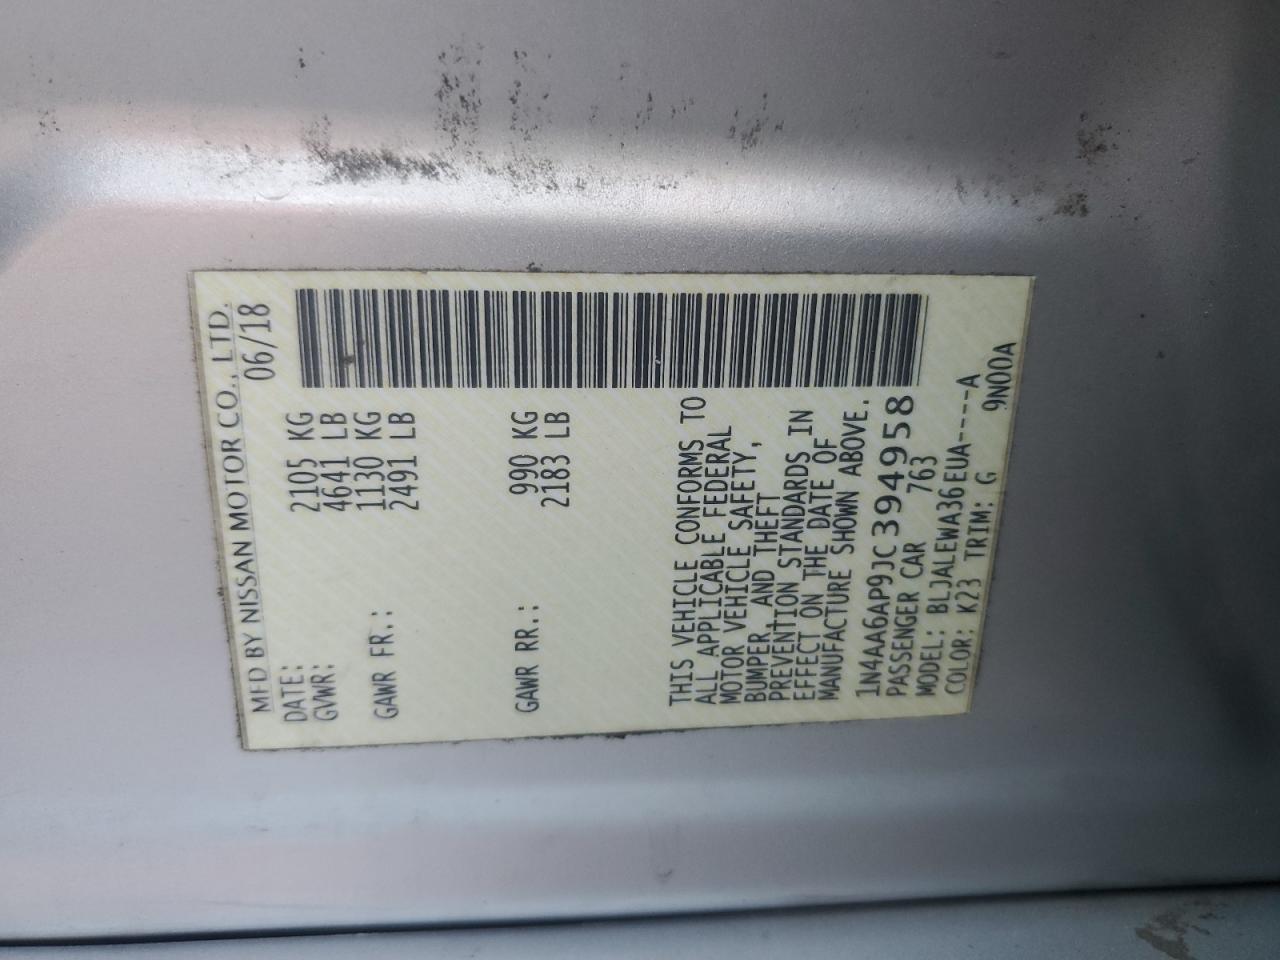 MFD BY NISSAN MOTOR CO., LTD.
DATE: 06/18
GVWR: 2105 KG
4641 LB
GAWR FR.: 1130 KG
2491 LB
GAWR RR.: 990 KG
2183 LB
THIS VEHICLE CONFORMS TO
ALL APPLICABLE FEDERAL
MOTOR VEHICLE SAFETY,
BUMPER, AND THEFT
PREVENTION STANDARDS IN
EFFECT ON THE DATE OF
MANUFACTURE SHOWN ABOVE.
1N4AA6AP9JC394958
PASSENGER CAR 763
MODEL: BLJALEWA36EUA----A
COLOR: K23 TRIM: G 9N00A